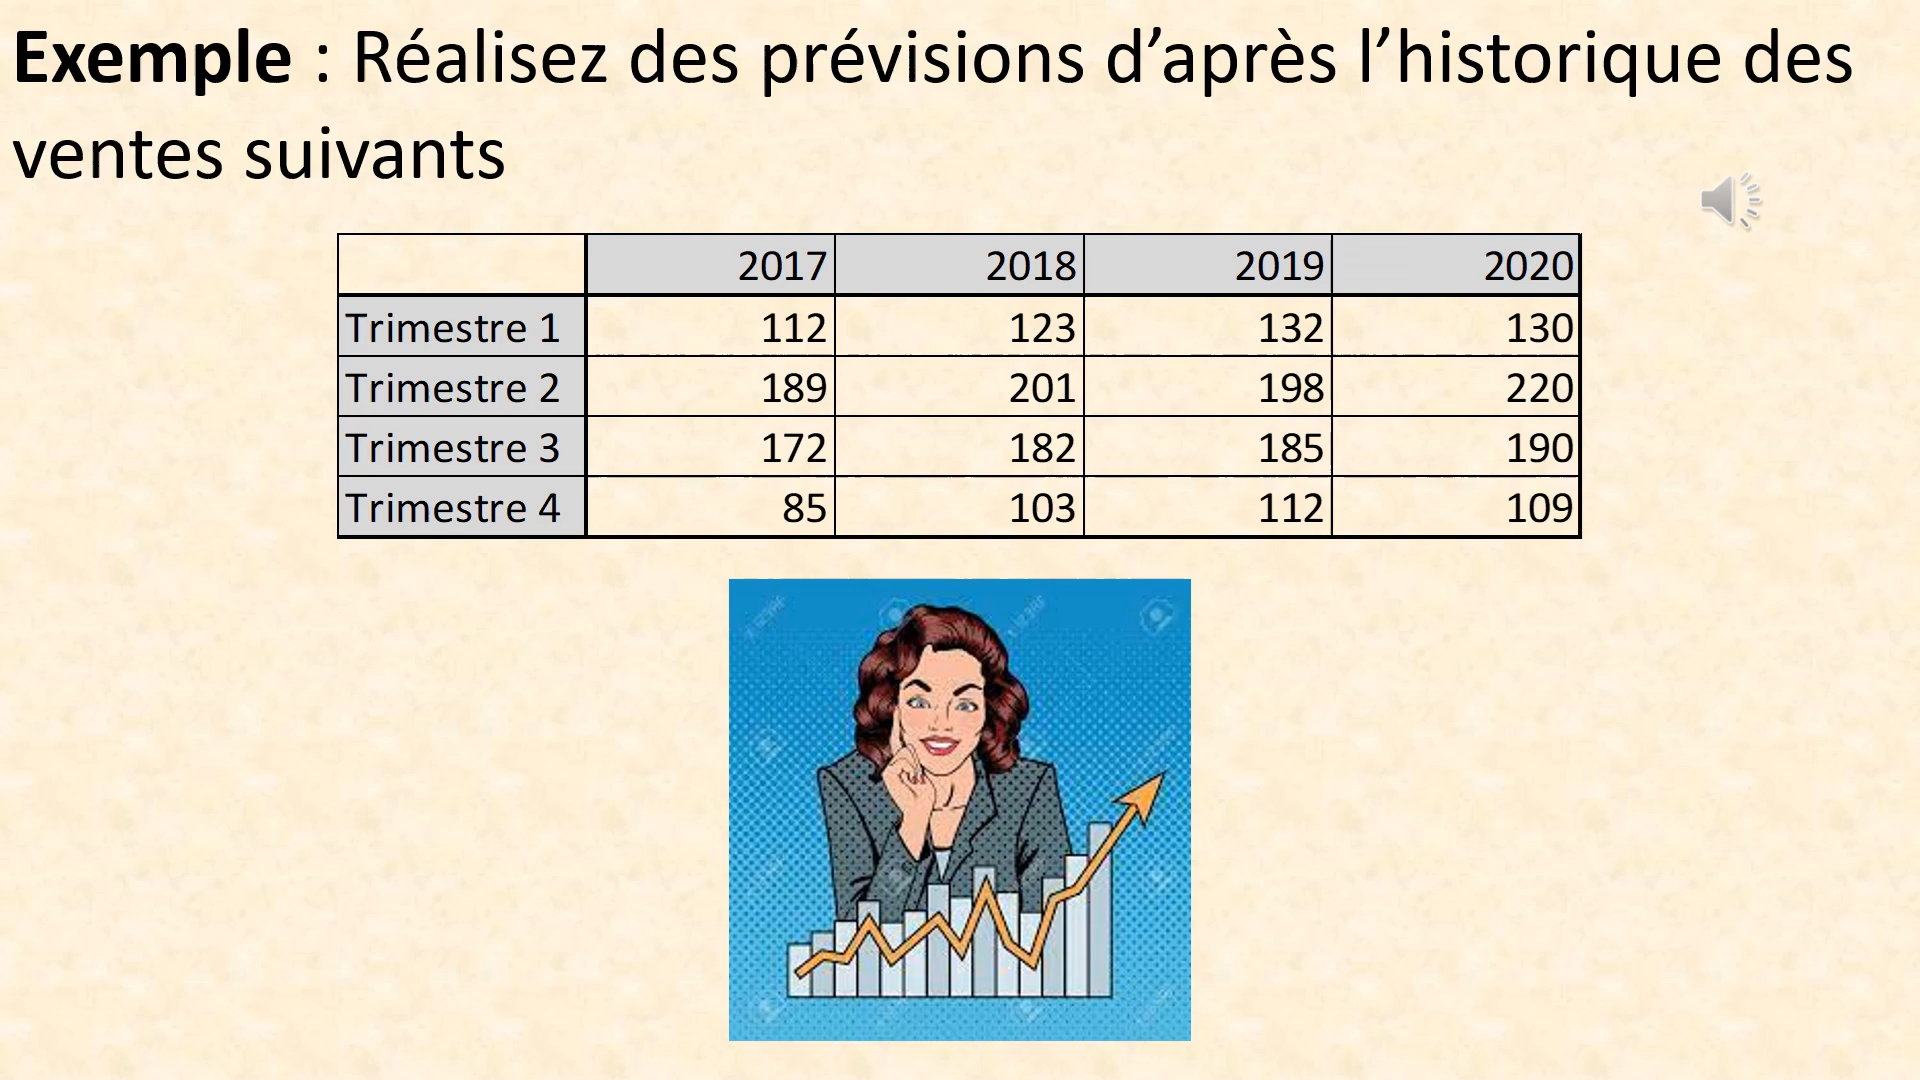 Exemple : Réalisez des prévisions d’après l’historique des
ventes suivants
2017 2018 2019 2020
Trimestre 1 112 123 132 130
Trimestre 2 189 201 198 220
Trimestre 3 172 182 185 190
Trimestre 4 85 103 112 109